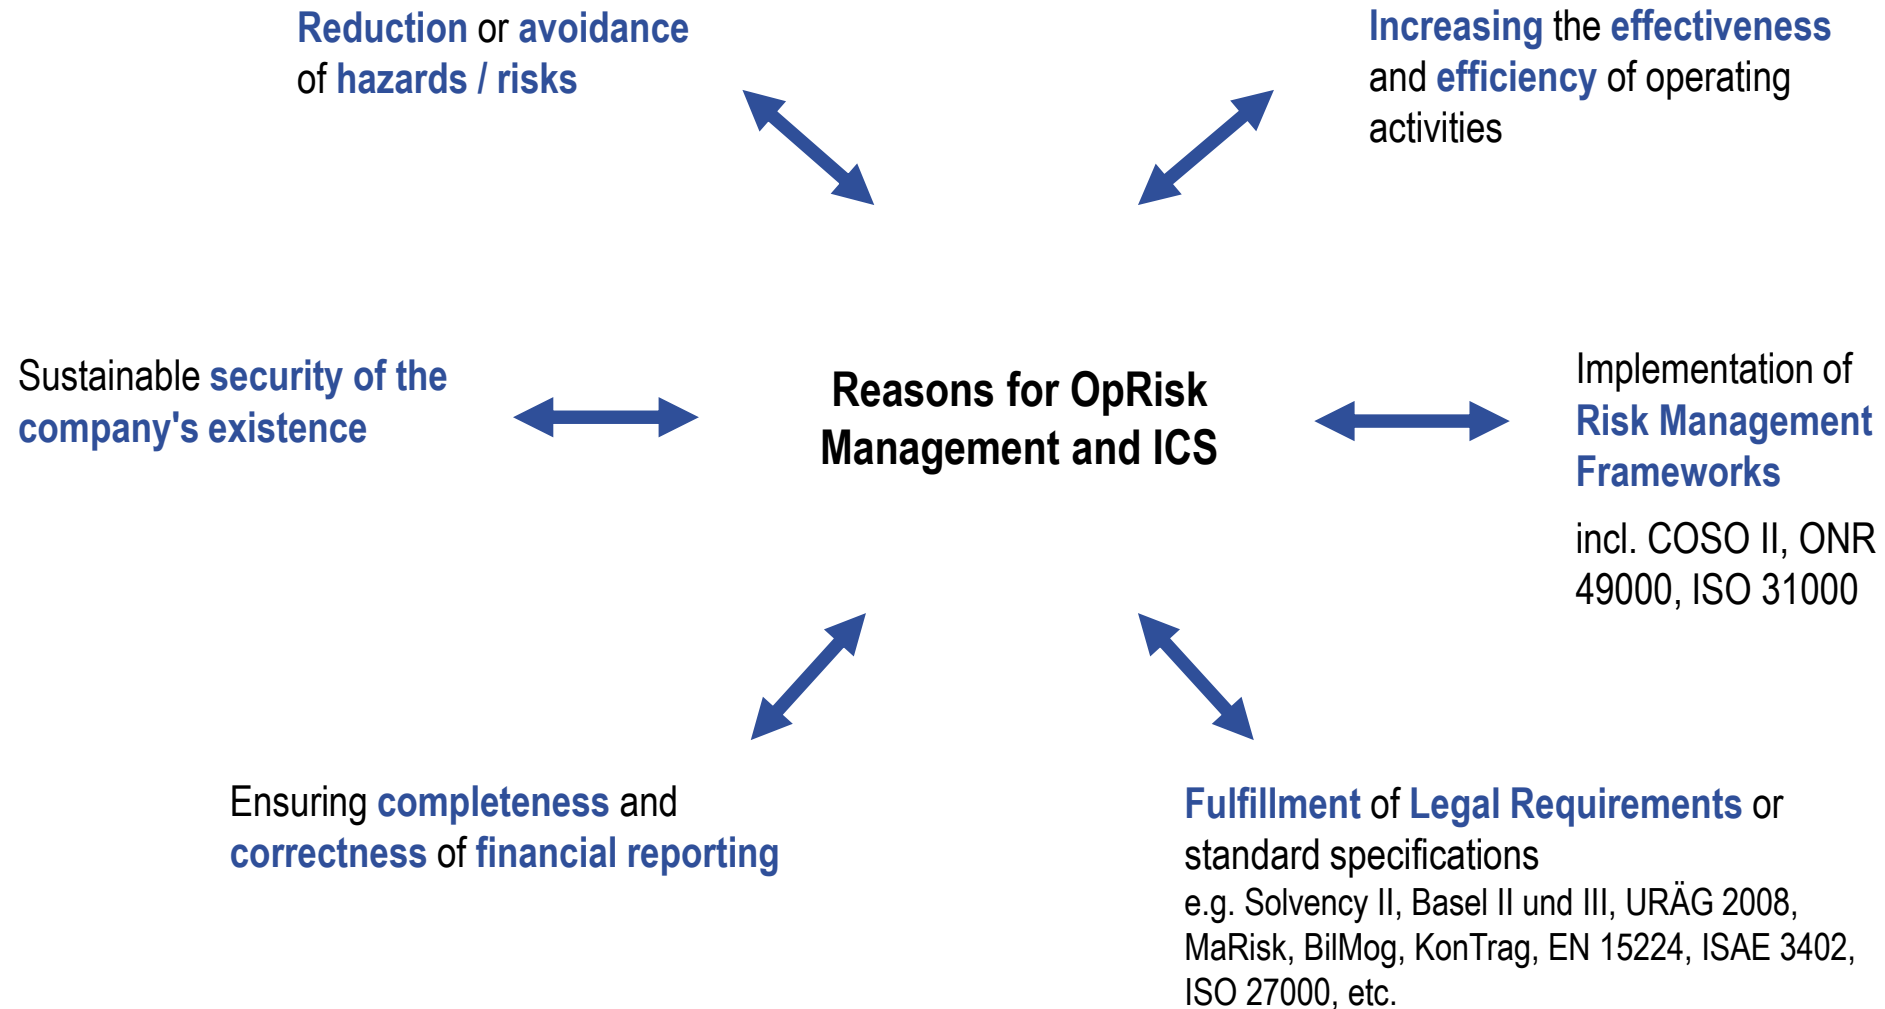 Reduction or avoidance
of hazards / risks
Increasing the effectiveness
and efficiency of operating
activities
Sustainable security of the
company's existence
Reasons for OpRisk
Management and ICS
Implementation of
Risk Management
Frameworks
incl. COSO II, ONR
49000, ISO 31000
Ensuring completeness and
correctness of financial reporting
Fulfillment of Legal Requirements or
standard specifications
e.g. Solvency II, Basel II und III, URÄG 2008,
MaRisk, BilMog, KonTrag, EN 15224, ISAE 3402,
ISO 27000, etc.